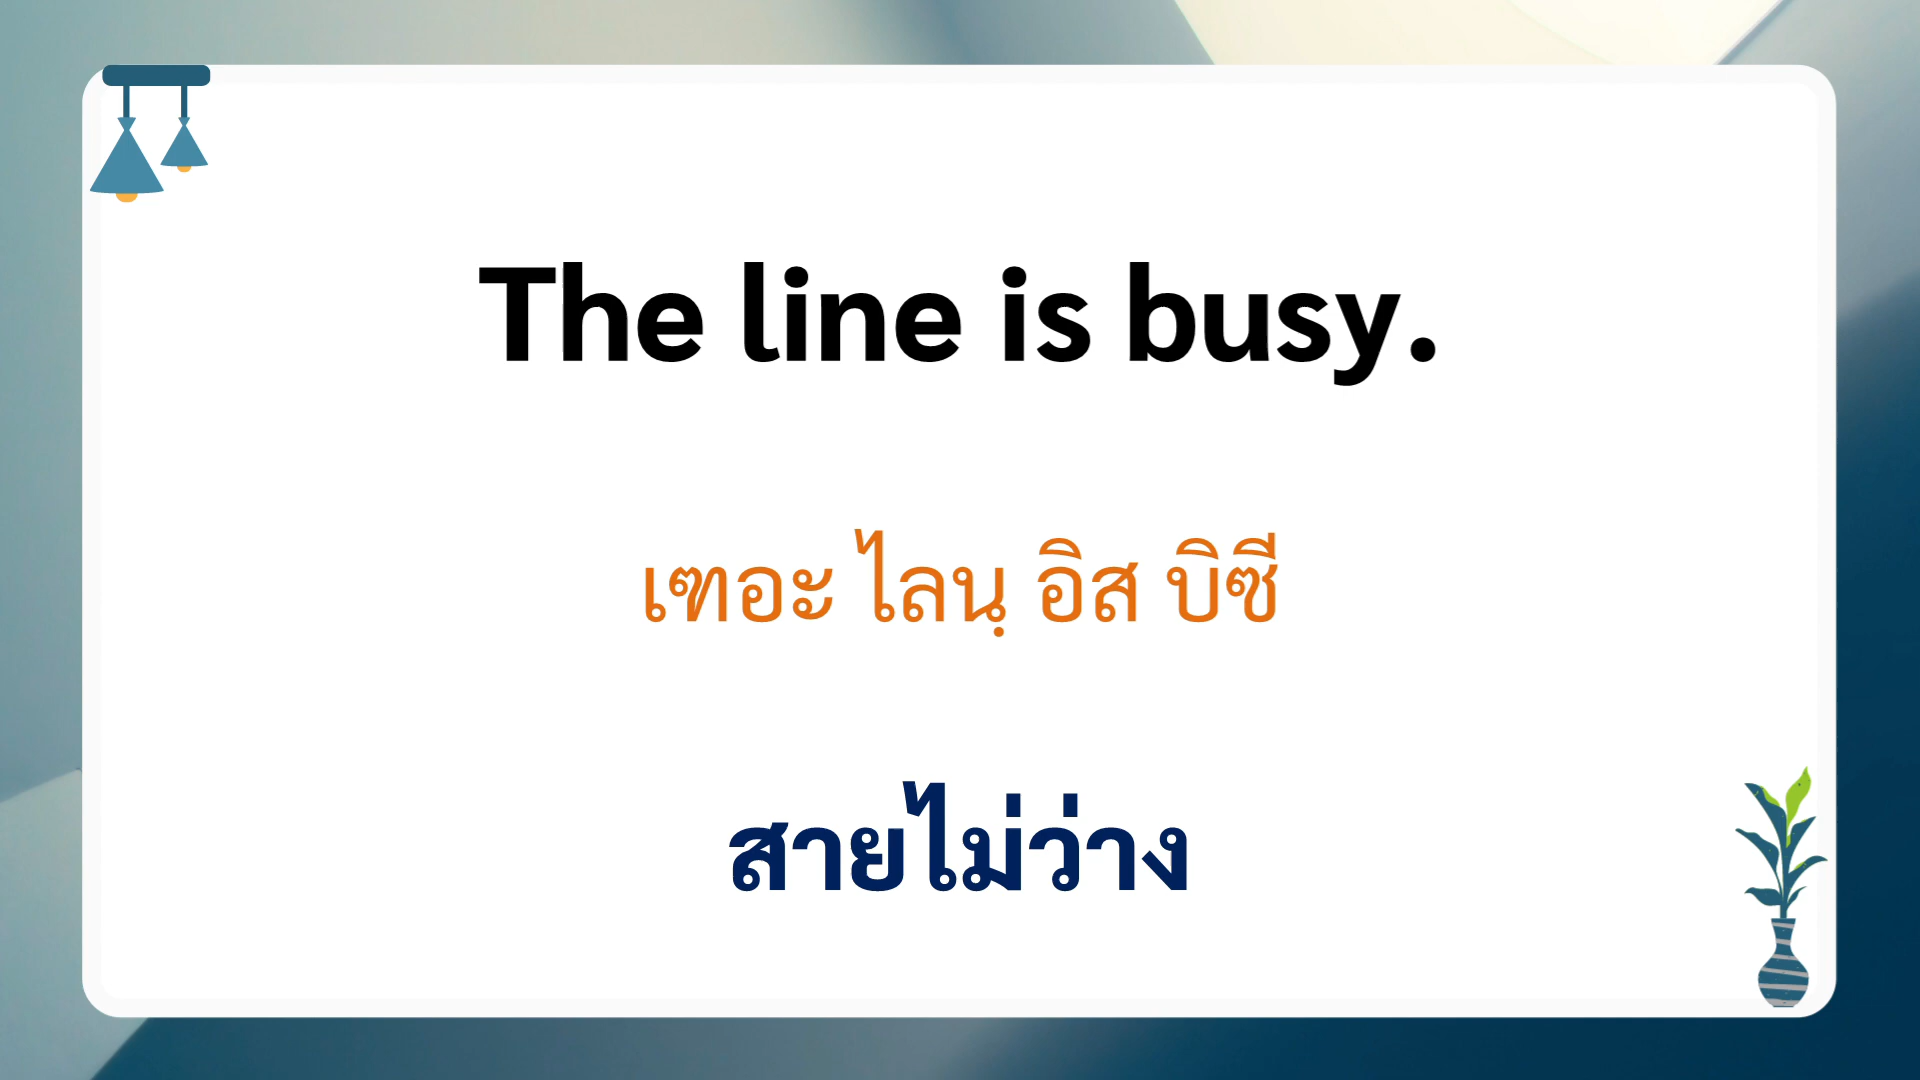 The line is busy.
เฑอะ ไลนฺ อิส บิซี
สายไม่ว่าง